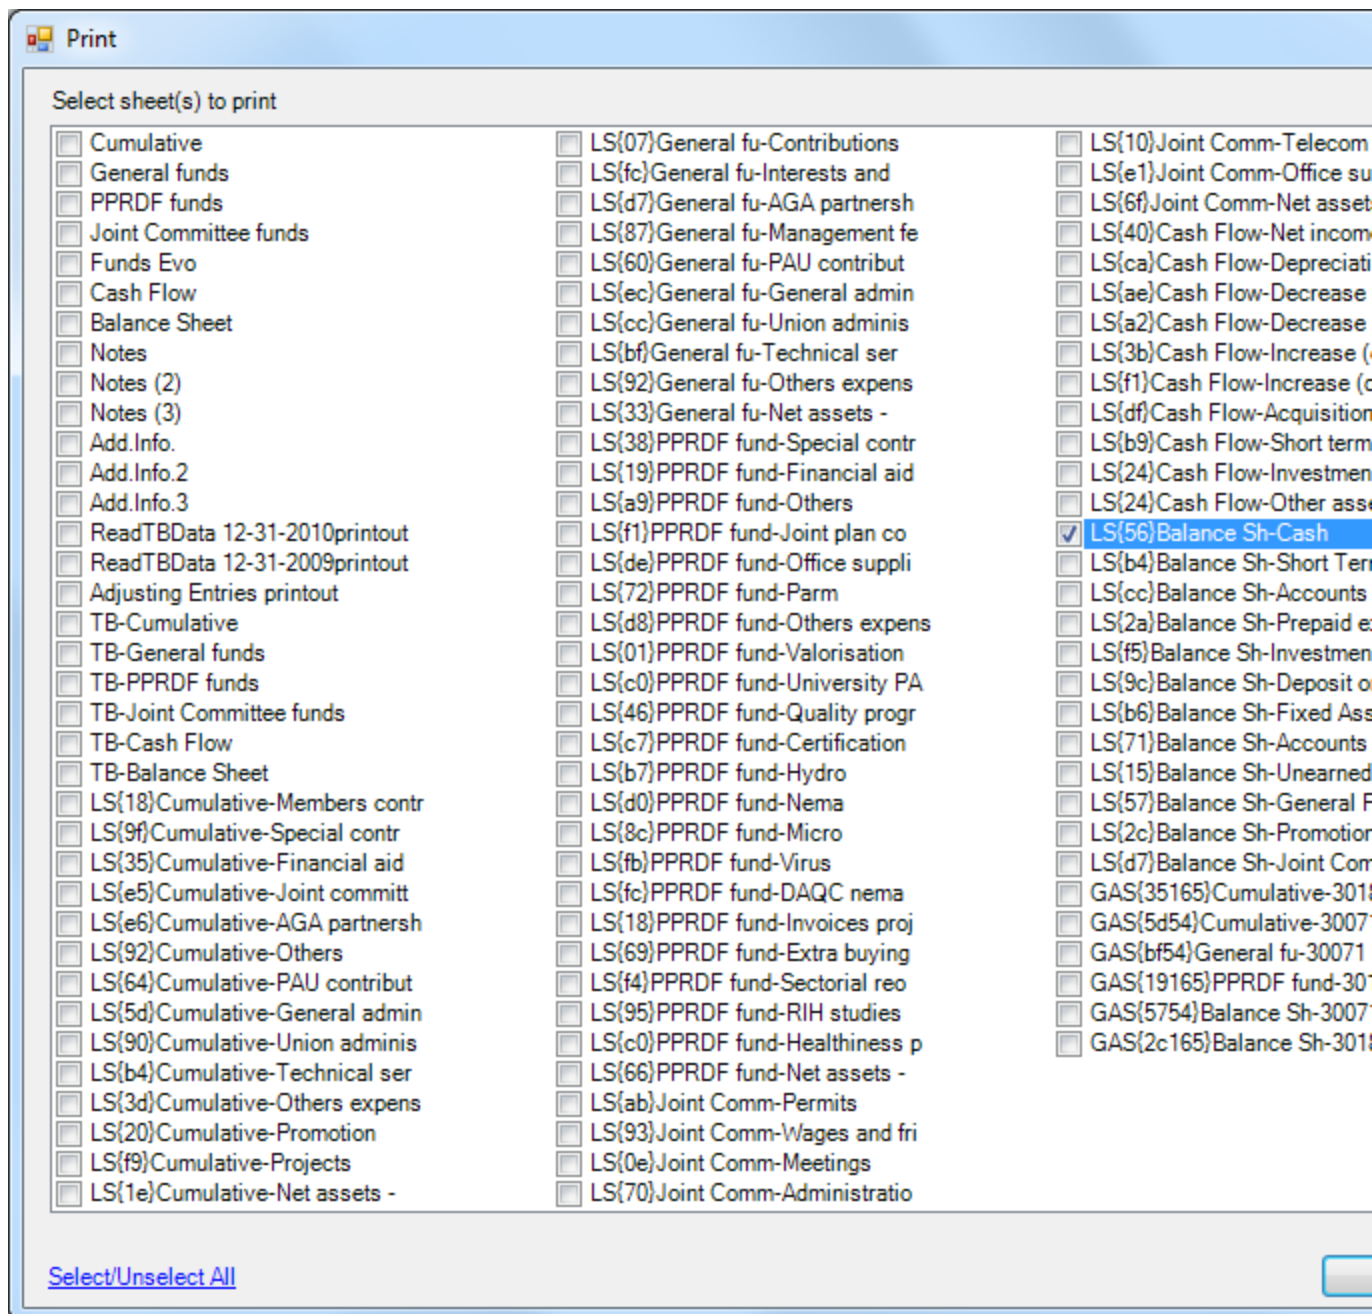 Print
Select sheet(s) to print
Cumulative
General funds
PPRDF funds
Joint Committee funds
Funds Evo
Cash Flow
Balance Sheet
Notes
Notes (2)
Notes (3)
Add.Info.
Add.Info.2
Add.Info.3
ReadTBData 12-31-2010printout
ReadTBData 12-31-2009printout
Adjusting Entries printout
TB-Cumulative
TB-General funds
TB-PPRDF funds
TB-Joint Committee funds
TB-Cash Flow
TB-Balance Sheet
LS{18}Cumulative-Members contr
LS{9f}Cumulative-Special contr
LS{35}Cumulative-Financial aid
LS{e5}Cumulative-Joint committ
LS{e6}Cumulative-AGA partnersh
LS{92}Cumulative-Others
LS{64}Cumulative-PAU contribut
LS{5d}Cumulative-General admin
LS{90}Cumulative-Union adminis
LS{b4}Cumulative-Technical ser
LS{3d}Cumulative-Others expens
LS{20}Cumulative-Promotion
LS{f9}Cumulative-Projects
LS{1e}Cumulative-Net assets -
LS{07}General fu-Contributions
LS{fc}General fu-Interests and
LS{d7}General fu-AGA partnersh
LS{87}General fu-Management fe
LS{60}General fu-PAU contribut
LS{ec}General fu-General admin
LS{cc}General fu-Union adminis
LS{bf}General fu-Technical ser
LS{92}General fu-Others expens
LS{33}General fu-Net assets -
LS{38}PPRDF fund-Special contr
LS{19}PPRDF fund-Financial aid
LS{a9}PPRDF fund-Others
LS{f1}PPRDF fund-Joint plan co
LS{de}PPRDF fund-Office suppli
LS{72}PPRDF fund-Parm
LS{d8}PPRDF fund-Others expens
LS{01}PPRDF fund-Valorisation
LS{c0}PPRDF fund-University PA
LS{46}PPRDF fund-Quality progr
LS{c7}PPRDF fund-Certification
LS{b7}PPRDF fund-Hydro
LS{d0}PPRDF fund-Nema
LS{8c}PPRDF fund-Micro
LS{fb}PPRDF fund-Virus
LS{fc}PPRDF fund-DAQC nema
LS{18}PPRDF fund-Invoices proj
LS{69}PPRDF fund-Extra buying
LS{f4}PPRDF fund-Sectorial reo
LS{95}PPRDF fund-RIH studies
LS{c0}PPRDF fund-Healthiness p
LS{66}PPRDF fund-Net assets -
LS{ab}Joint Comm-Permits
LS{93}Joint Comm-Wages and fri
LS{0e}Joint Comm-Meetings
LS{70}Joint Comm-Administratio
LS{10}Joint Comm-Telecom
LS{e1}Joint Comm-Office su
LS{6f}Joint Comm-Net assets
LS{40}Cash Flow-Net income
LS{ca}Cash Flow-Depreciati
LS{ae}Cash Flow-Decrease
LS{a2}Cash Flow-Decrease
LS{3b}Cash Flow-Increase (
LS{f1}Cash Flow-Increase (
LS{df}Cash Flow-Acquisition
LS{b9}Cash Flow-Short term
LS{24}Cash Flow-Investmen
LS{24}Cash Flow-Other asse
LS{56}Balance Sh-Cash
LS{b4}Balance Sh-Short Ter
LS{cc}Balance Sh-Accounts
LS{2a}Balance Sh-Prepaid e
LS{f5}Balance Sh-Investmen
LS{9c}Balance Sh-Deposit o
LS{b6}Balance Sh-Fixed Ass
LS{71}Balance Sh-Accounts
LS{15}Balance Sh-Unearned
LS{57}Balance Sh-General F
LS{2c}Balance Sh-Promotion
LS{d7}Balance Sh-Joint Com
GAS{35165}Cumulative-3018
GAS{5d54}Cumulative-30071
GAS{bf54}General fu-30071
GAS{19165}PPRDF fund-301
GAS{5754}Balance Sh-30071
GAS{2c165}Balance Sh-3018
Select/Unselect All